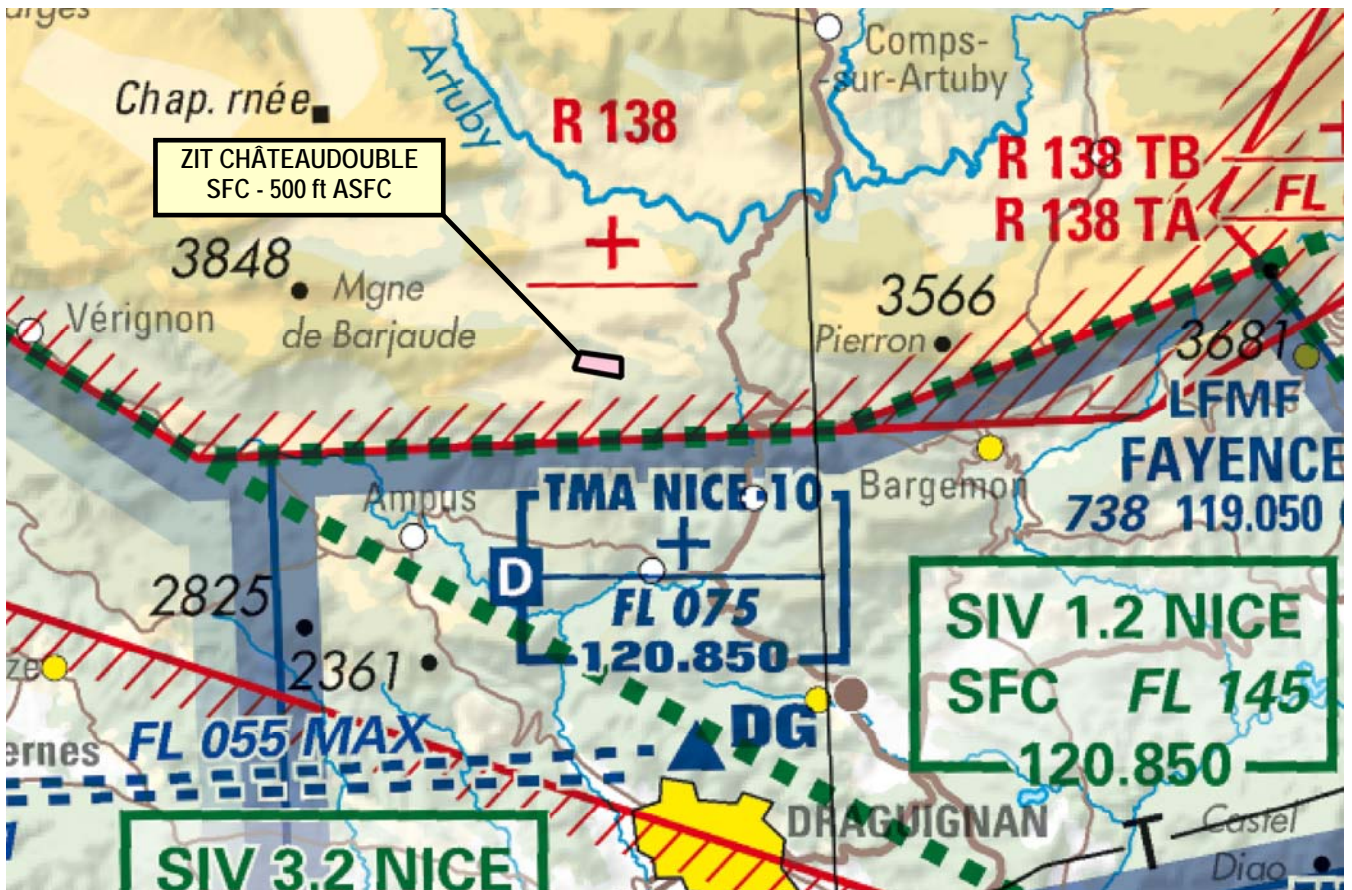 Artuby
Comps-
-sur-Artuby
Chap. rnée
R 138
ZIT CHÂTEAUDOUBLE
SFC - 500 ft ASFC
R 138 TB
R 138 TA
FL
3848
Mgne
de Barjaude
3566
Pierron
Vérignon
3681
LFMF
FAYENCE
738 119.050
Ampus
TMA NICE 10
Bargemon
D
FL 075
120.850
2825
2361
SIV 1.2 NICE
SFC FL 145
120.850
FL 055 MAX
DG
DRAGUIGNAN
SIV 3.2 NICE
T
Castel
Diao